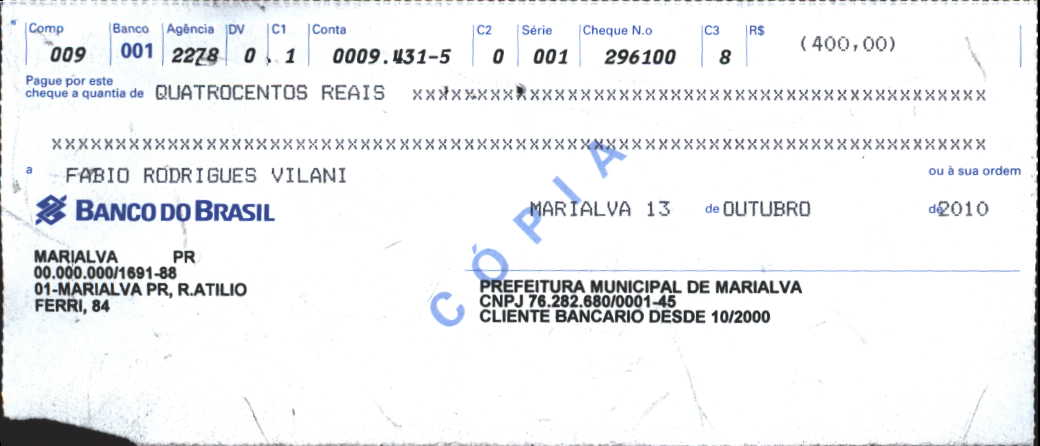 Comp Banco Agência DV C1 Conta C2 Série Cheque N.o C3 R$ (400,00)
009 001 2278 0 1 0009.431-5 0 001 296100 8
Pague por este
cheque a quantia de QUATROCENTOS REAIS xxxxxxxxxxxxxxxxxxxxxxxxxxxxxxxxxxxxxxxxxxxxxxxxxxx
xxxxxxxxxxxxxxxxxxxxxxxxxxxxxxxxxxxxxxxxxxxxxxxxxxxxxxxxxxxxxxxxxxxxxxxxxxxxxxxxx
a FABIO RODRIGUES VILANI ou à sua ordem
BANCO DO BRASIL MARIALVA 13 de OUTUBRO de 2010
CÓPIA
MARIALVA PR
00.000.000/1691-88
01-MARIALVA PR, R.ATILIO
FERRI, 84
PREFEITURA MUNICIPAL DE MARIALVA
CNPJ 76.282.680/0001-45
CLIENTE BANCARIO DESDE 10/2000